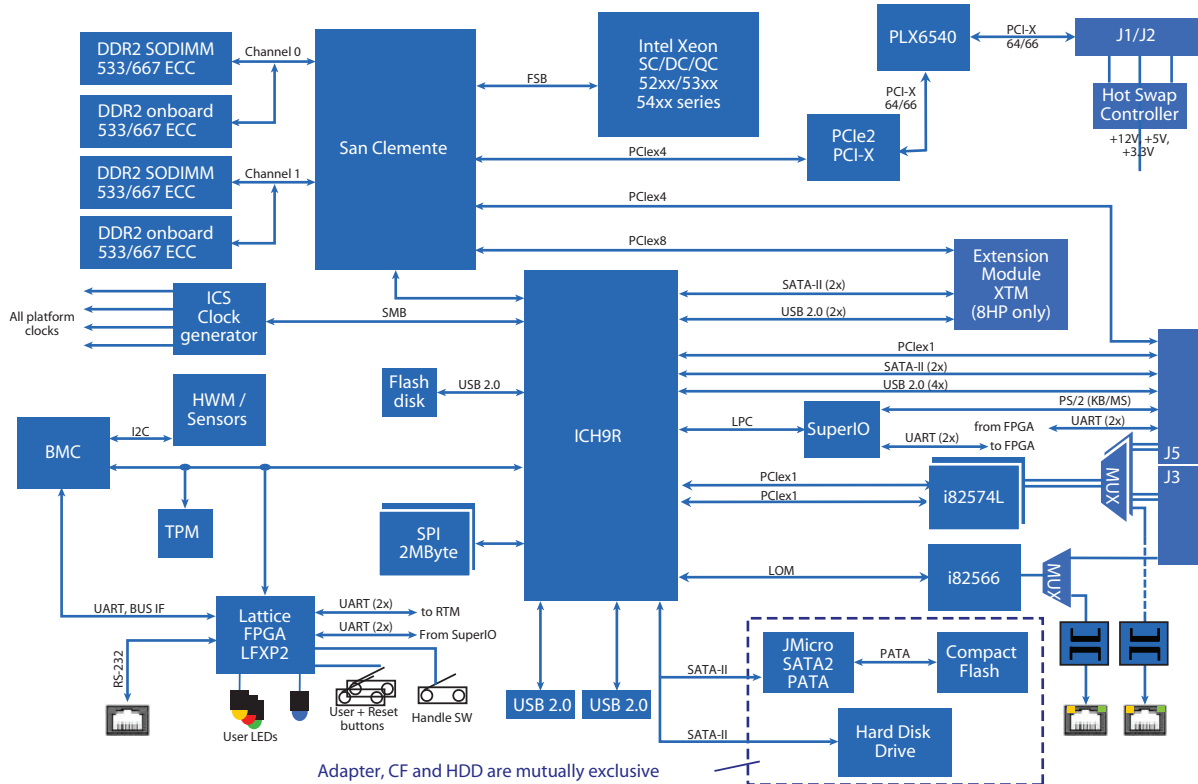 DDR2 SODIMM
533/667 ECC
Channel 0
DDR2 onboard
533/667 ECC
DDR2 SODIMM
533/667 ECC
Channel 1
DDR2 onboard
533/667 ECC
San Clemente
FSB
Intel Xeon
SC/DC/QC
52xx/53xx
54xx series
PLX6540
PCI-X
64/66
J1/J2
PCI-X
64/66
Hot Swap
Controller
+12V, +5V,
+3.3V
PCIex4
PCIe2
PCI-X
PCIex4
PCIex8
Extension
Module
XTM
(8HP only)
SATA-II (2x)
USB 2.0 (2x)
All platform
clocks
ICS
Clock
generator
SMB
PCIex1
SATA-II (2x)
USB 2.0 (4x)
Flash
disk
USB 2.0
ICH9R
LPC
SuperIO
PS/2 (KB/MS)
from FPGA
UART (2x)
UART (2x)
to FPGA
HWM /
Sensors
I2C
BMC
J5
J3
MUX
PCIex1
PCIex1
i82574L
TPM
SPI
2MByte
LOM
i82566
MUX
UART, BUS IF
Lattice
FPGA
LFXP2
UART (2x)
to RTM
UART (2x)
From SuperIO
RS-232
User LEDs
User + Reset
buttons
Handle SW
USB 2.0
USB 2.0
SATA-II
JMicro
SATA2
PATA
PATA
Compact
Flash
SATA-II
Hard Disk
Drive
Adapter, CF and HDD are mutually exclusive